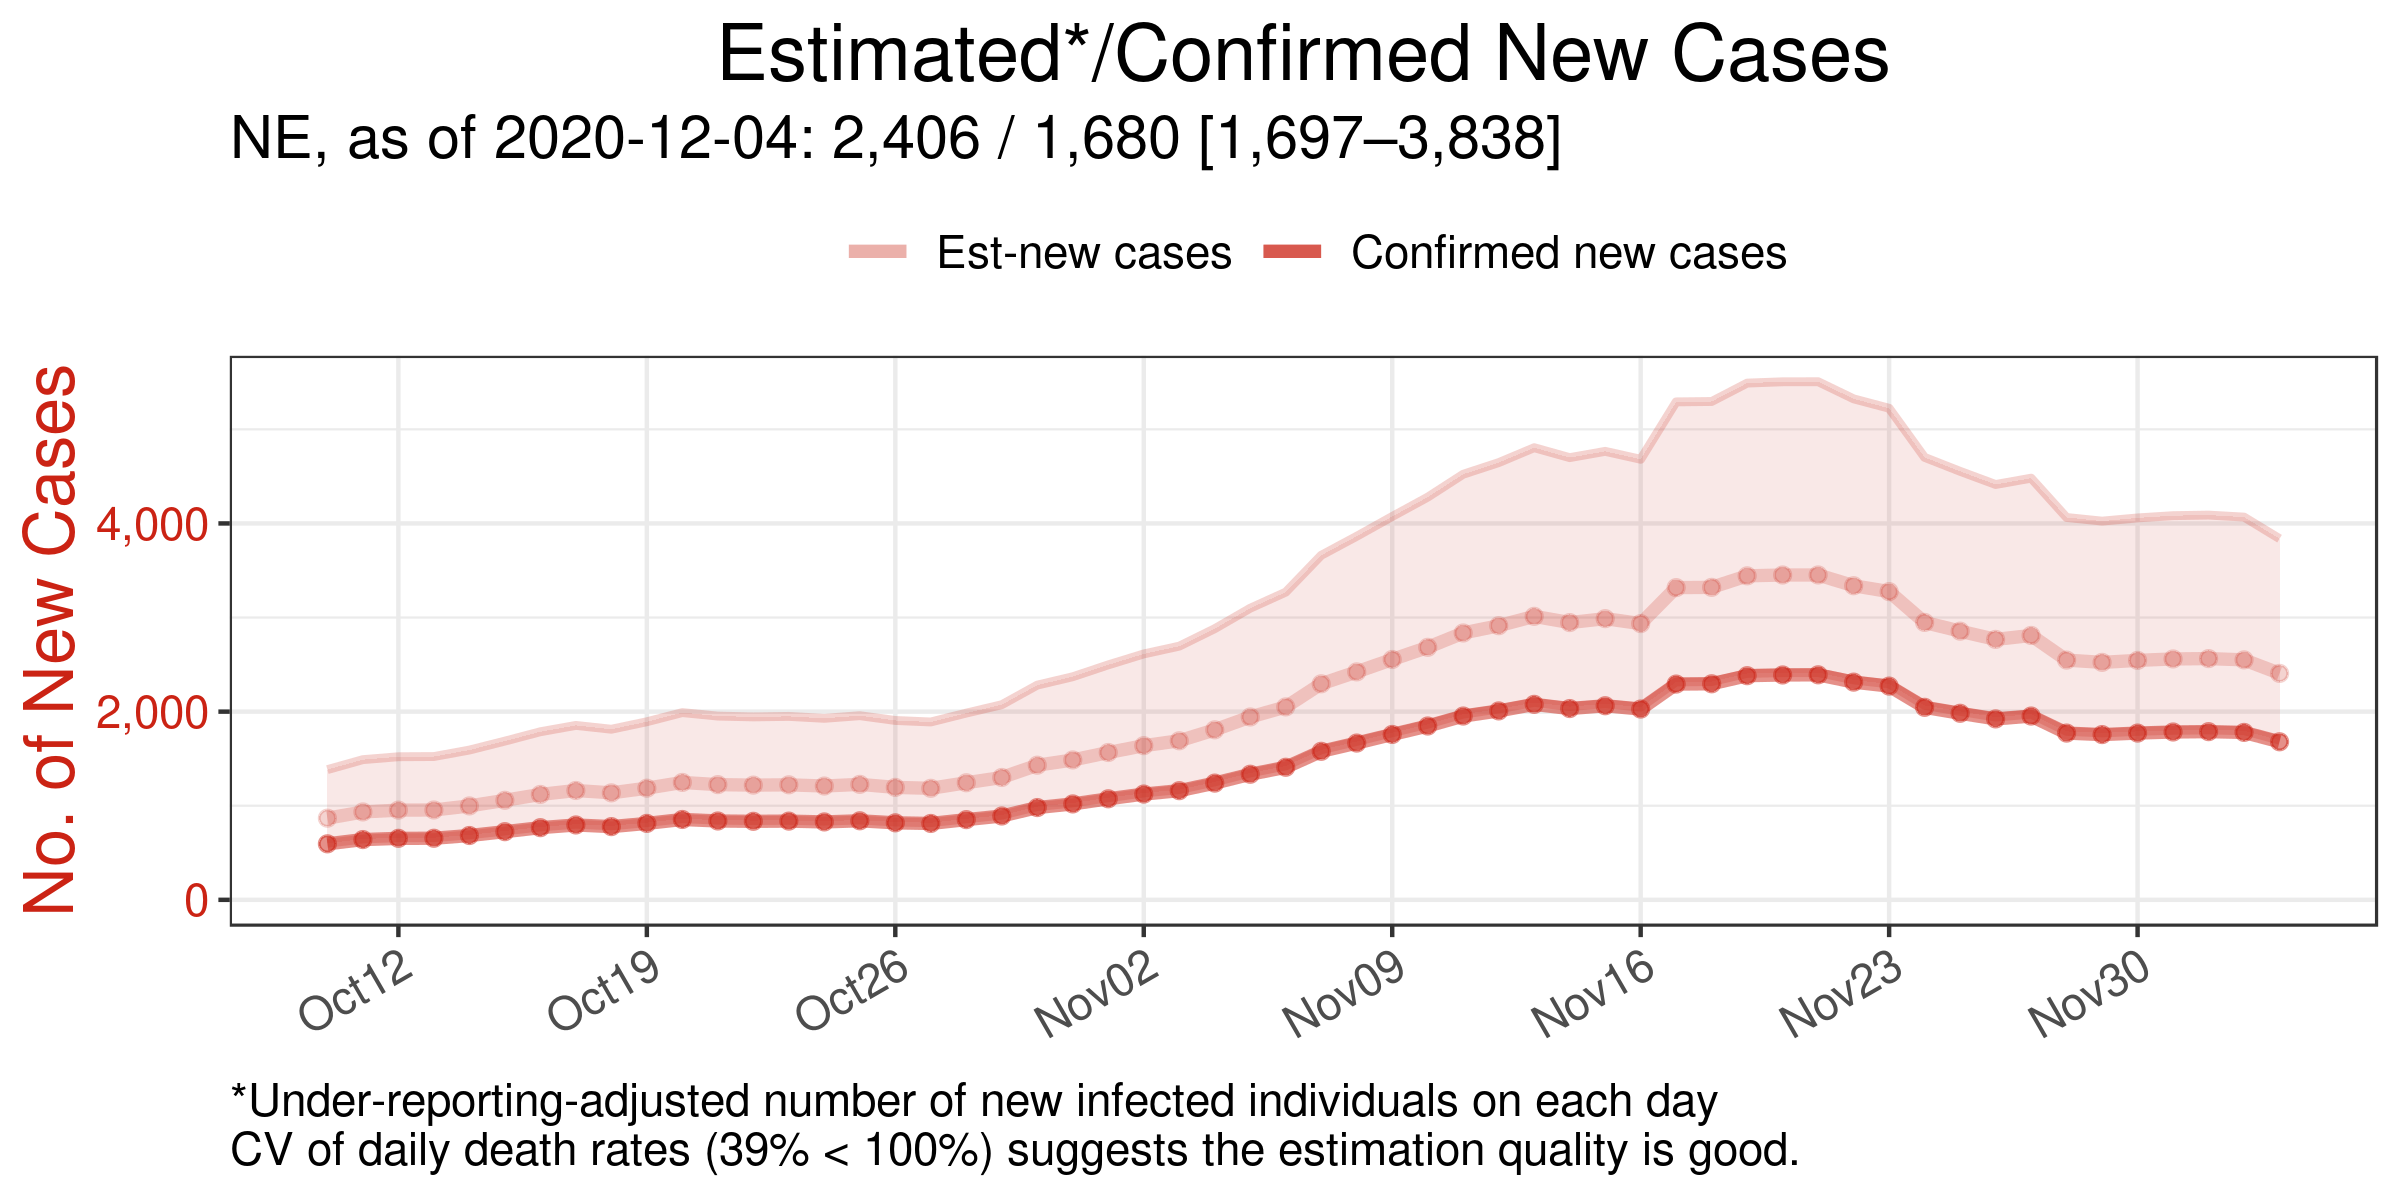 Estimated*/Confirmed New Cases
NE, as of 2020-12-04: 2,406 / 1,680 [1,697–3,838]
Est-new cases
Confirmed new cases
No. of New Cases
4,000
2,000
0
Oct12
Oct19
Oct26
Nov02
Nov09
Nov16
Nov23
Nov30
*Under-reporting-adjusted number of new infected individuals on each day
CV of daily death rates (39% < 100%) suggests the estimation quality is good.